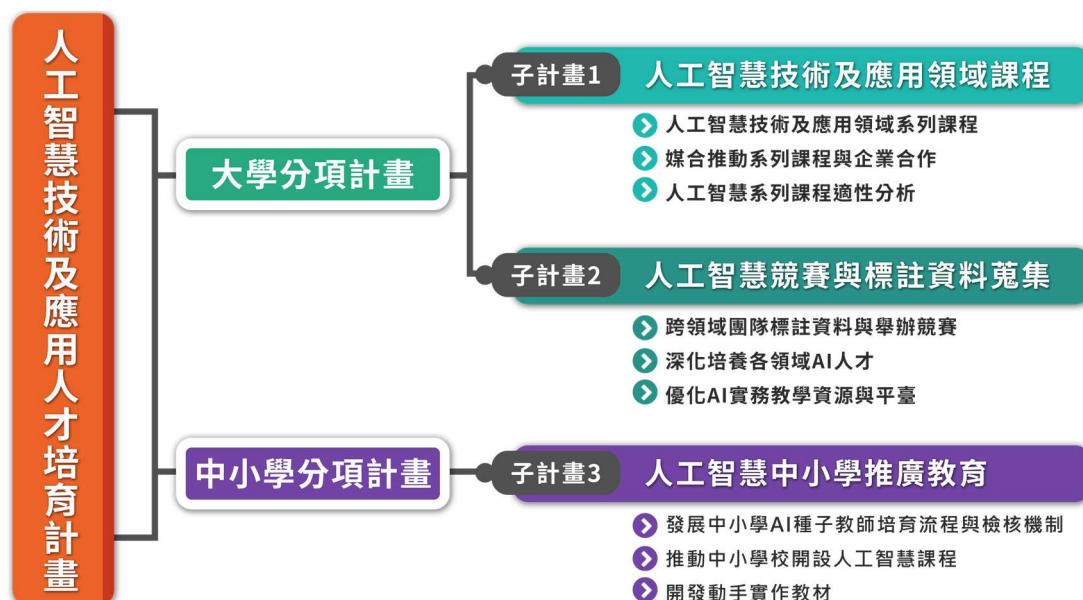 人工智慧技術及應用人才培育計畫
大學分項計畫
子計畫1
人工智慧技術及應用領域課程
人工智慧技術及應用領域系列課程
媒合推動系列課程與企業合作
人工智慧系列課程適性分析
子計畫2
人工智慧競賽與標註資料蒐集
跨領域團隊標註資料與舉辦競賽
深化培養各領域AI人才
優化AI實務教學資源與平臺
中小學分項計畫
子計畫3
人工智慧中小學推廣教育
發展中小學AI種子教師培育流程與檢核機制
推動中小學校開設人工智慧課程
開發動手實作教材